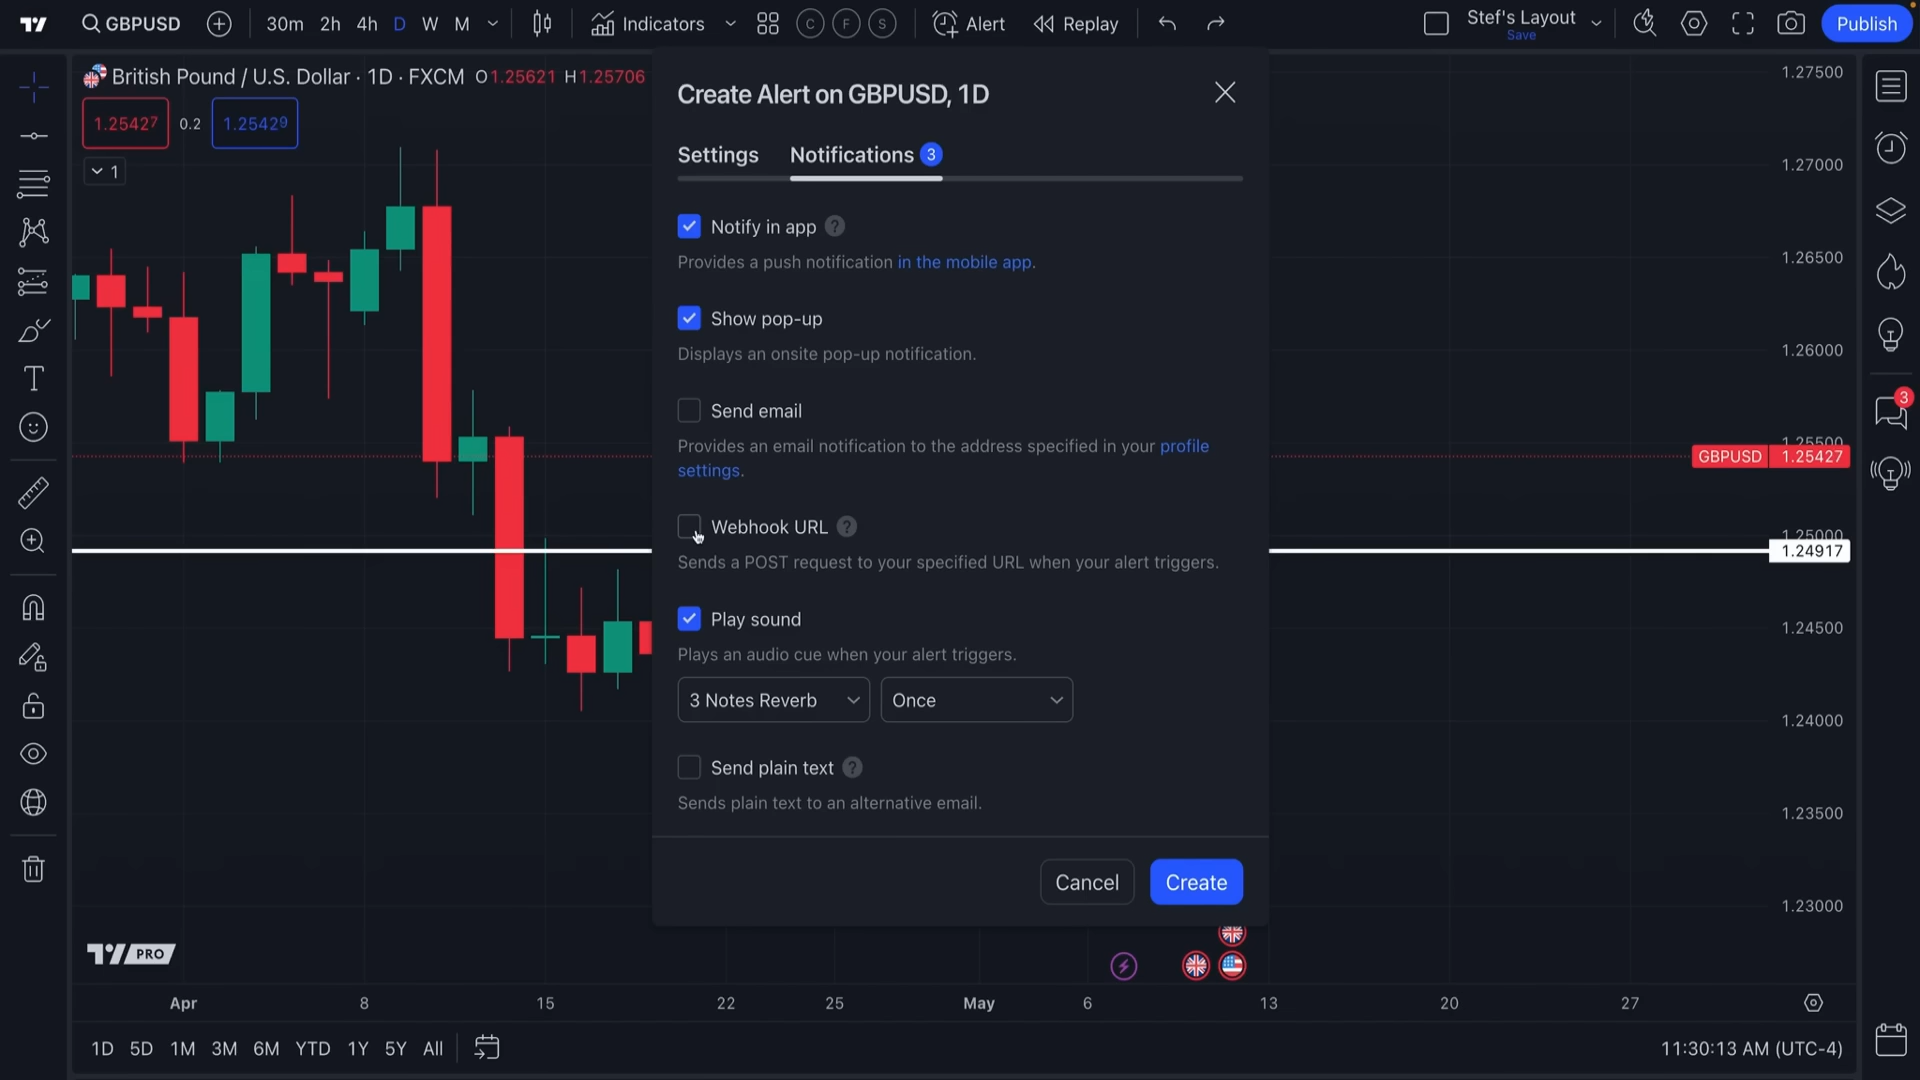 GBPUSD
30m 2h 4h D W M
Indicators
C F S
Alert
Replay
Stef's Layout
Save
Publish
British Pound / U.S. Dollar · 1D · FXCM O1.25621 H1.25706
1.25427 0.2 1.25429
1
Create Alert on GBPUSD, 1D
Settings Notifications 3
Notify in app ?
Provides a push notification in the mobile app.
Show pop-up
Displays an onsite pop-up notification.
Send email
Provides an email notification to the address specified in your profile
settings.
Webhook URL ?
Sends a POST request to your specified URL when your alert triggers.
Play sound
Plays an audio cue when your alert triggers.
3 Notes Reverb Once
Send plain text ?
Sends plain text to an alternative email.
Cancel Create
1.27500
1.27000
1.26500
1.26000
1.25500
GBPUSD 1.25427
1.25000
1.24917
1.24500
1.24000
1.23500
1.23000
3
PRO
Apr 8 15 22 25 May 6 13 20 27
1D 5D 1M 3M 6M YTD 1Y 5Y All
11:30:13 AM (UTC-4)